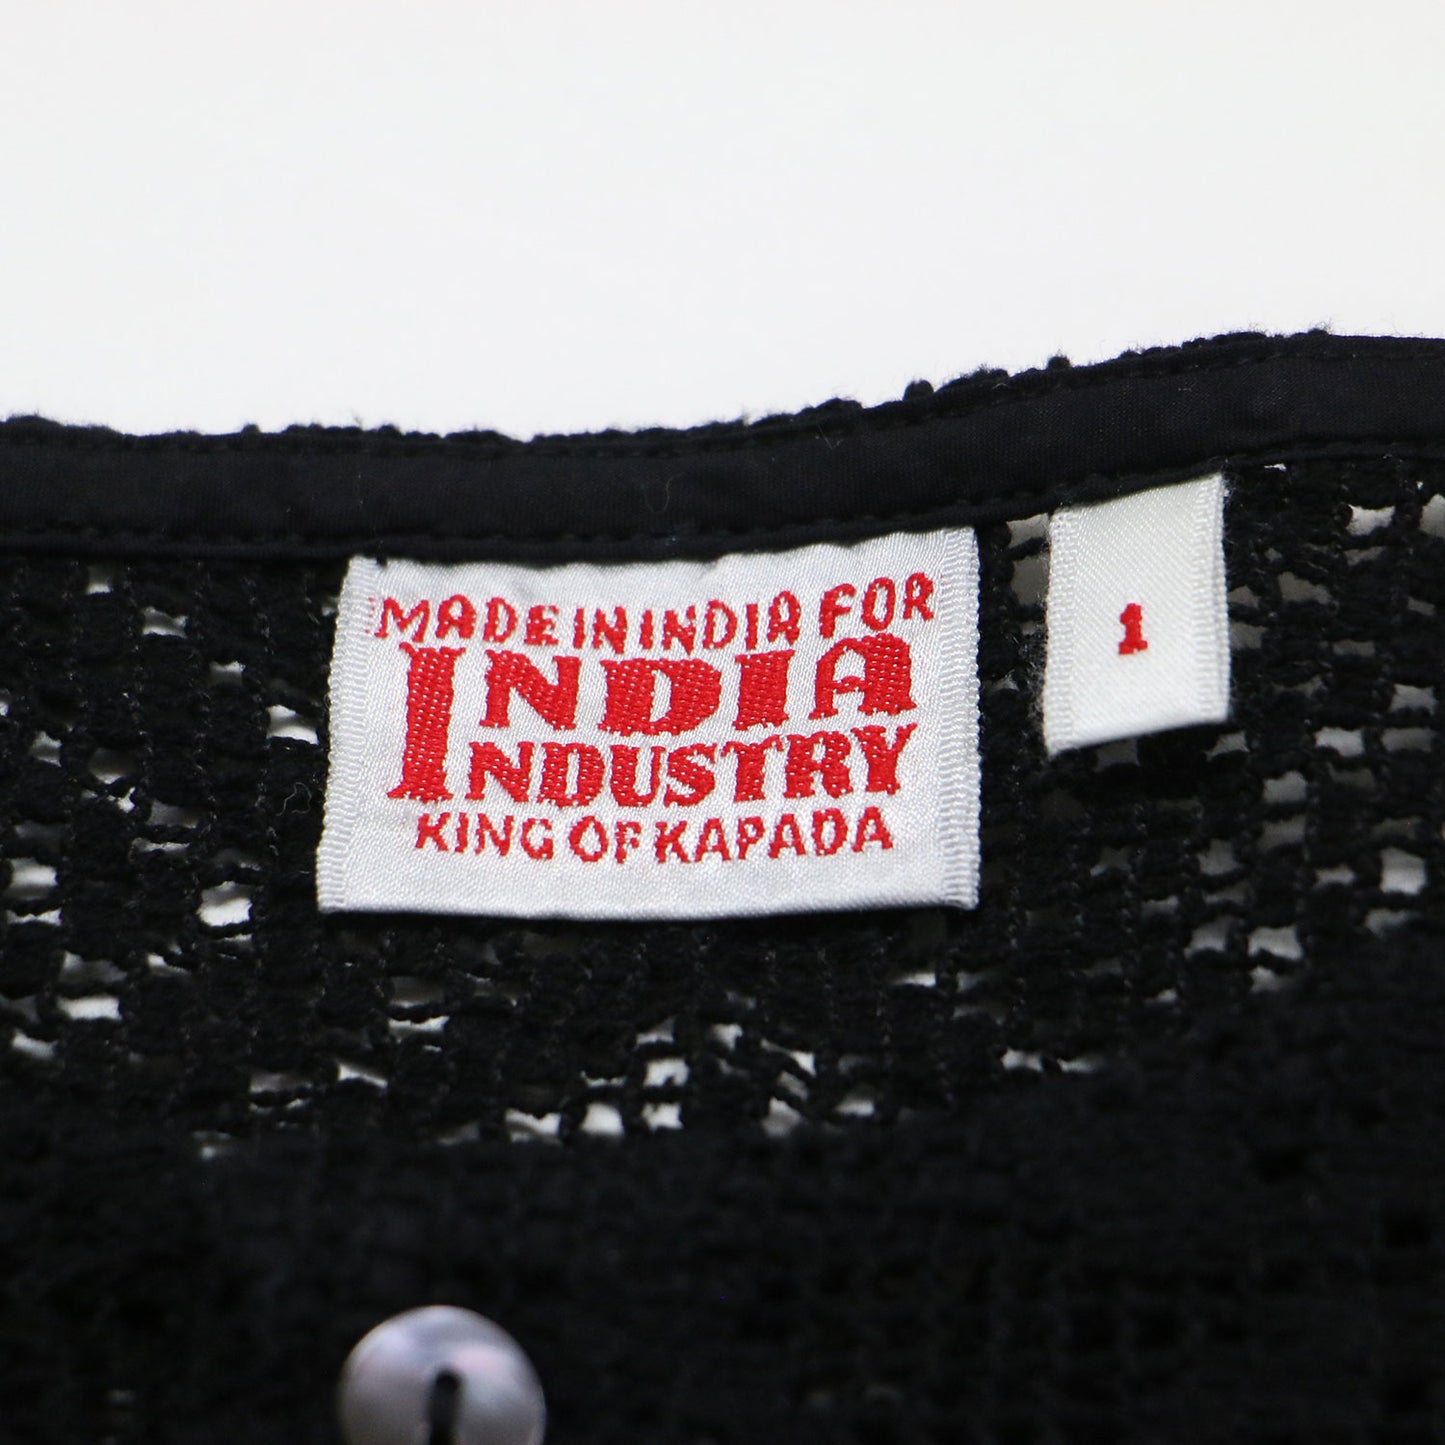 MADE IN INDIA FOR
INDIA
INDUSTRY
KING OF KAPADA
1